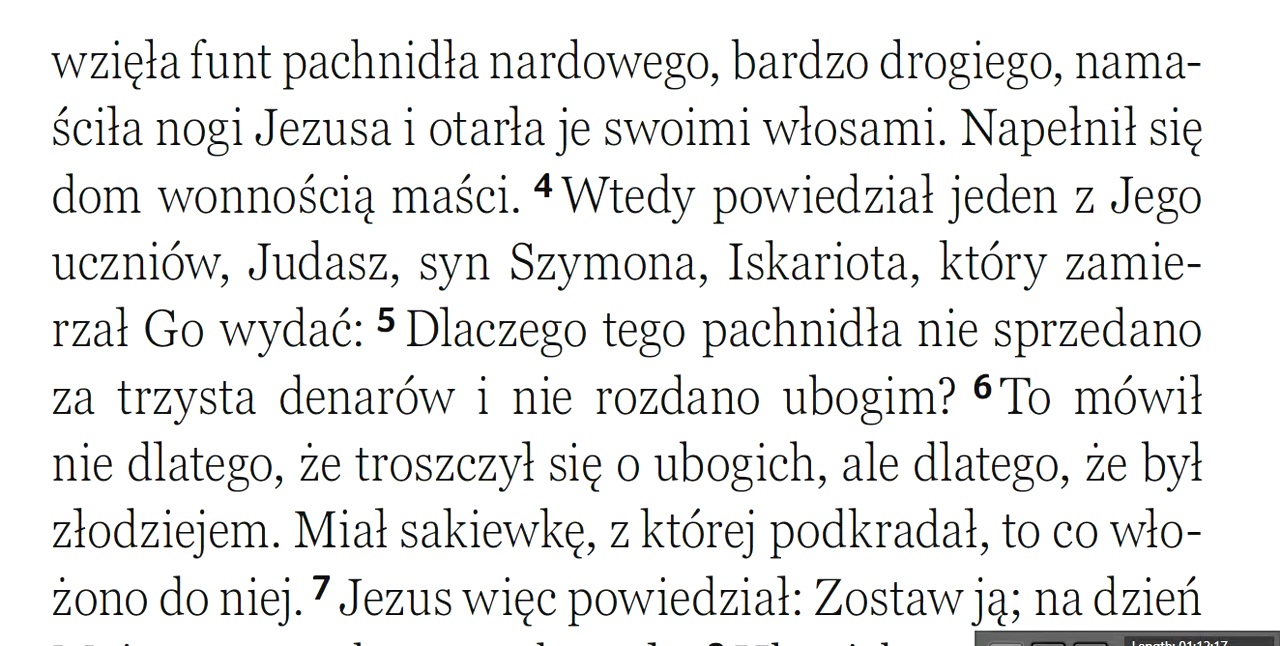 wzięła funt pachnidła nardowego, bardzo drogiego, nama-
ściła nogi Jezusa i otarła je swoimi włosami. Napełnił się
dom wonnością maści. 4 Wtedy powiedział jeden z Jego
uczniów, Judasz, syn Szymona, Iskariota, który zamie-
rzał Go wydać: 5 Dlaczego tego pachnidła nie sprzedano
za trzysta denarów i nie rozdano ubogim? 6 To mówił
nie dlatego, że troszczył się o ubogich, ale dlatego, że był
złodziejem. Miał sakiewkę, z której podkradał, to co wło-
żono do niej. 7 Jezus więc powiedział: Zostaw ją; na dzień
Length: 01:12:17